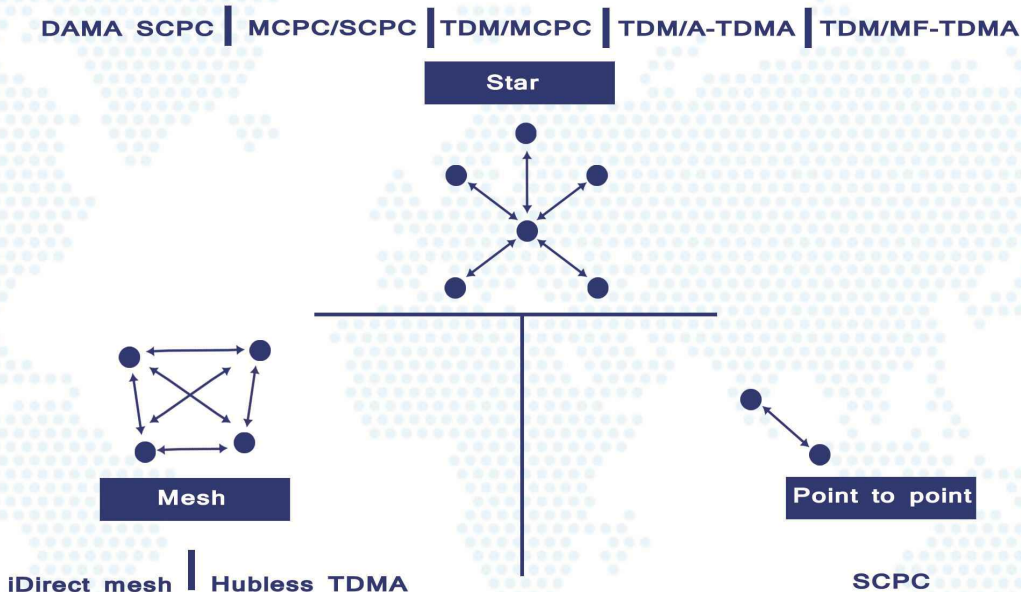 DAMA SCPC | MCPC/SCPC | TDM/MCPC | TDM/A-TDMA | TDM/MF-TDMA
Star
Mesh
Point to point
iDirect mesh | Hubless TDMA
SCPC